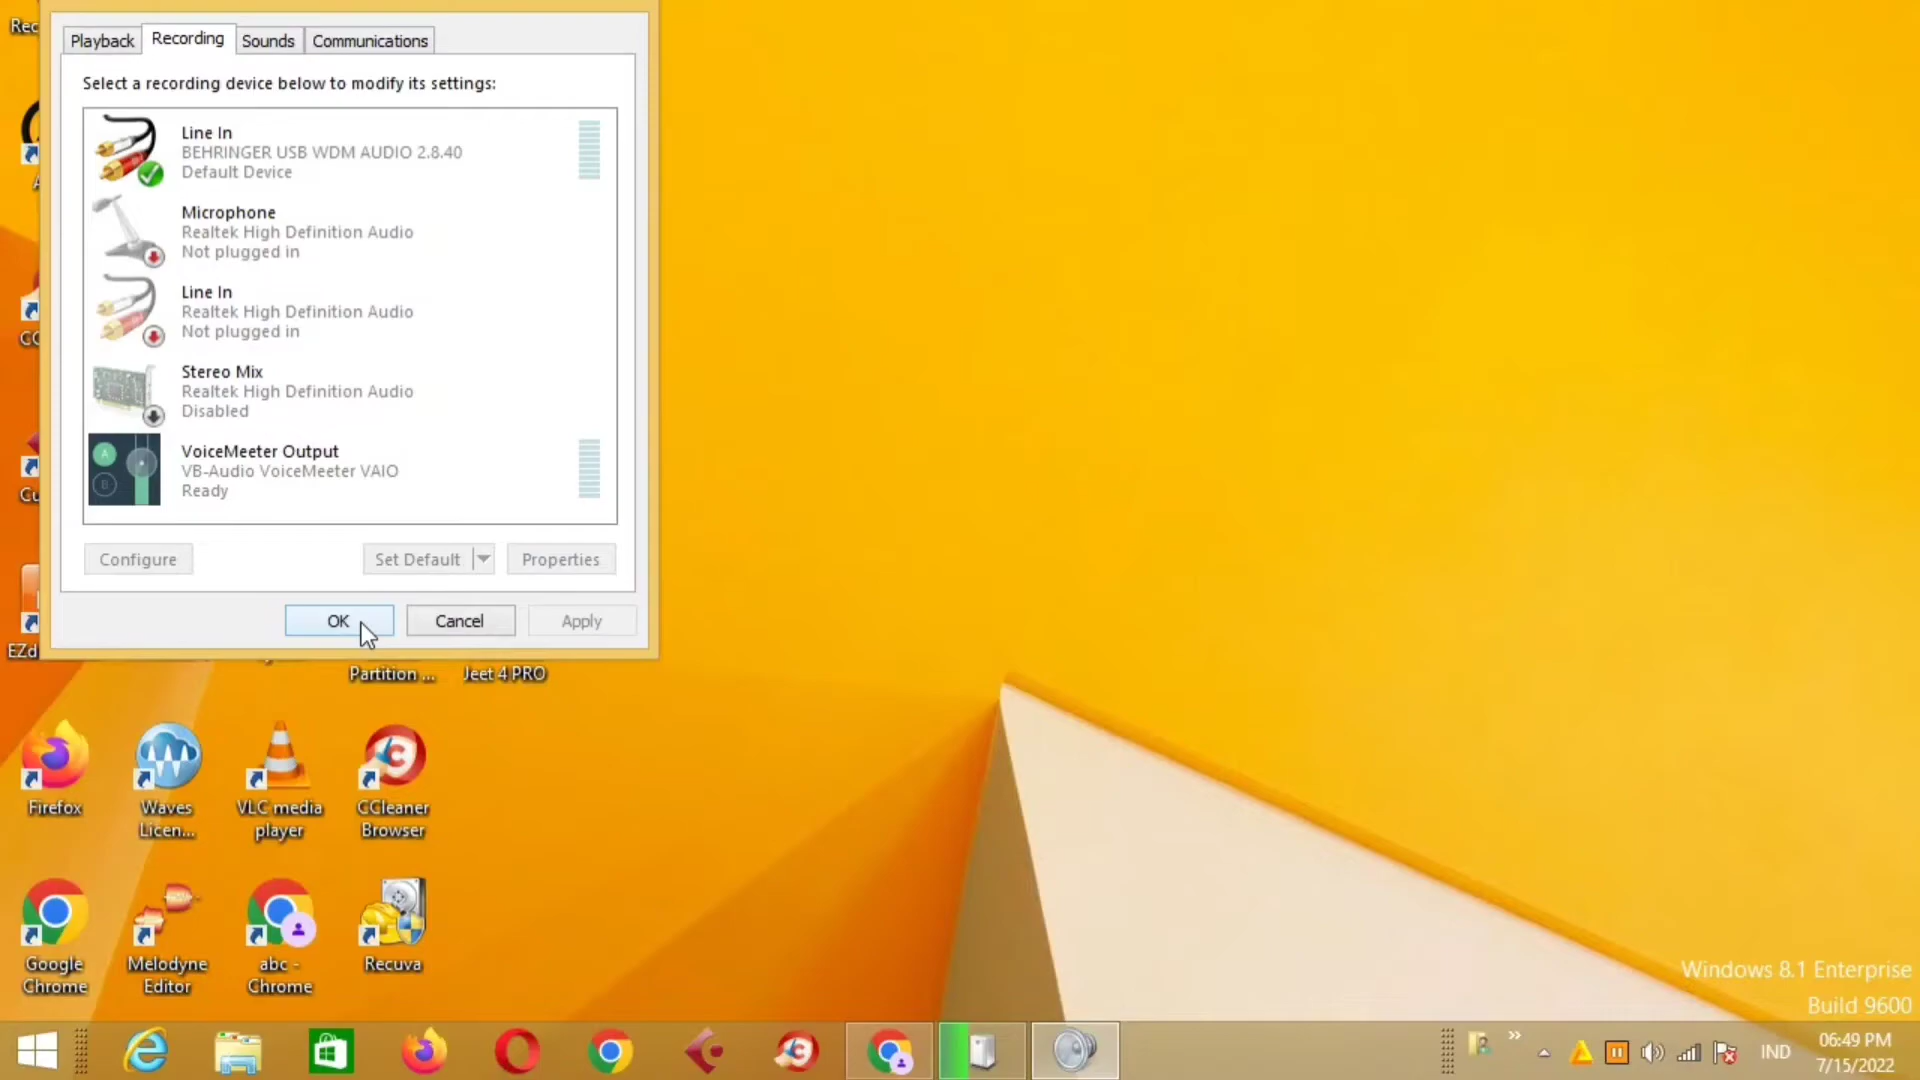 Rec
Playback
Recording
Sounds
Communications
Select a recording device below to modify its settings:
Line In
BEHRINGER USB WDM AUDIO 2.8.40
Default Device
Microphone
Realtek High Definition Audio
Not plugged in
Line In
Realtek High Definition Audio
Not plugged in
Stereo Mix
Realtek High Definition Audio
Disabled
A
B
VoiceMeeter Output
VB-Audio VoiceMeeter VAIO
Ready
Configure
Set Default
Properties
OK
Cancel
Apply
CC
Cu
EZd
Partition ...
Jeet 4 PRO
Firefox
Waves
Licen...
VLC media
player
CCleaner
Browser
Google
Chrome
Melodyne
Editor
abc -
Chrome
Recuva
Windows 8.1 Enterprise
Build 9600
IND
06:49 PM
7/15/2022